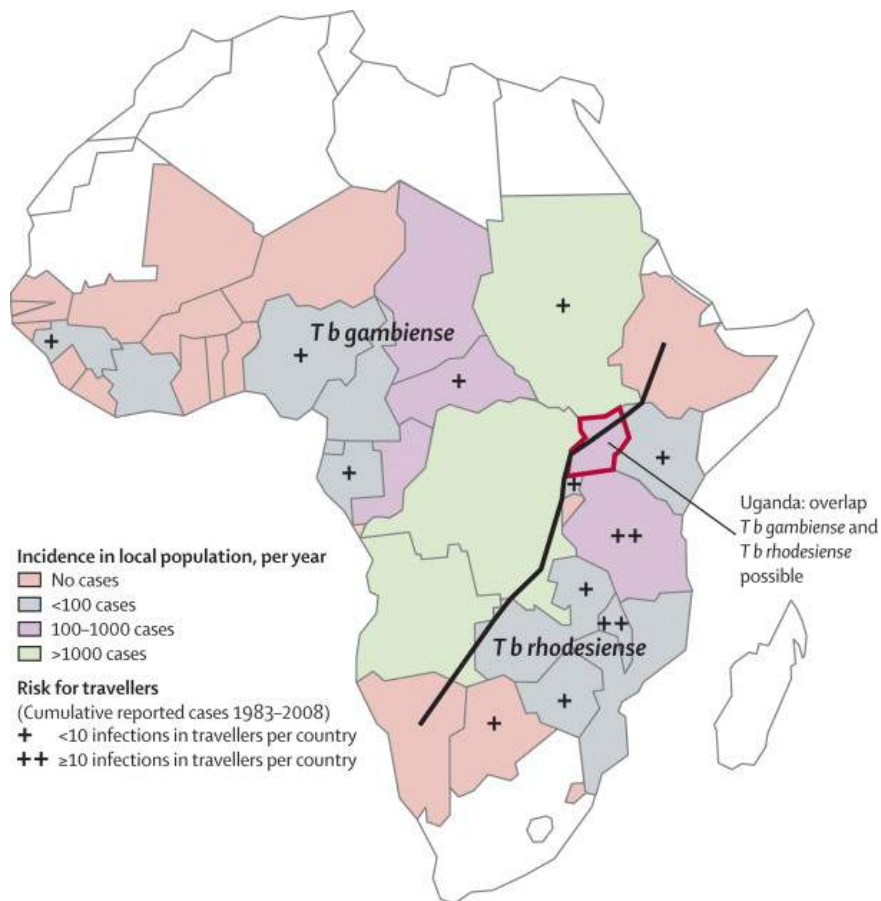 T b gambiense
+
+
+
+
+
+
+
Uganda: overlap
T b gambiense and
T b rhodesiense
possible
++
+
++
T b rhodesiense
+
+
Incidence in local population, per year
No cases
<100 cases
100–1000 cases
>1000 cases
Risk for travellers
(Cumulative reported cases 1983–2008)
+ <10 infections in travellers per country
++ ≥10 infections in travellers per country